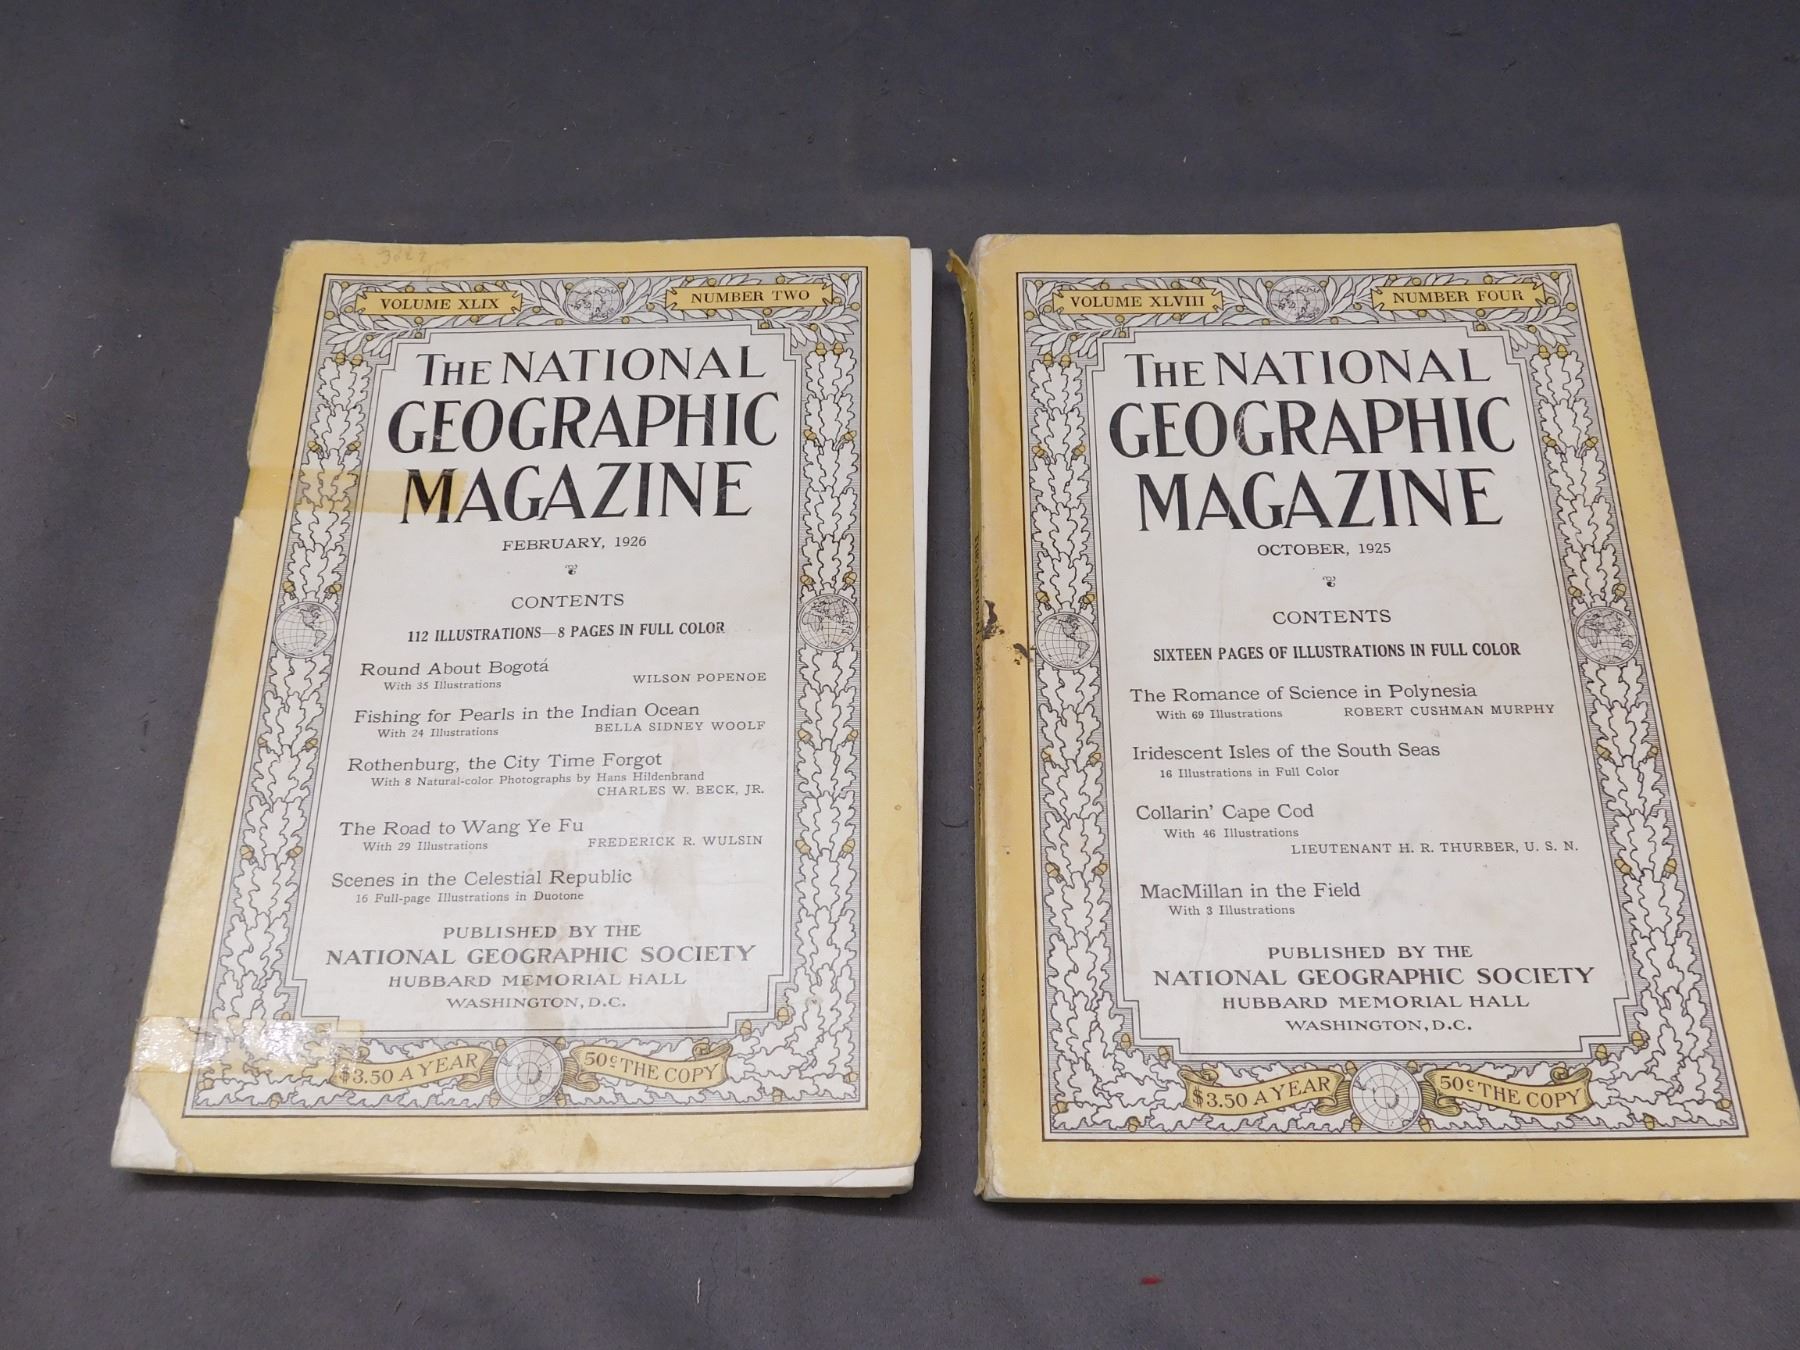 3622
VOLUME XLIX
NUMBER TWO
THE NATIONAL
GEOGRAPHIC
MAGAZINE
FEBRUARY, 1926
CONTENTS
112 ILLUSTRATIONS—8 PAGES IN FULL COLOR
Round About Bogotá
With 35 Illustrations
WILSON POPENOE
Fishing for Pearls in the Indian Ocean
With 24 Illustrations
BELLA SIDNEY WOOLF
Rothenburg, the City Time Forgot
With 8 Natural-color Photographs by Hans Hildenbrand
CHARLES W. BECK, JR.
The Road to Wang Ye Fu
With 29 Illustrations
FREDERICK R. WULSIN
Scenes in the Celestial Republic
16 Full-page Illustrations in Duotone
PUBLISHED BY THE
NATIONAL GEOGRAPHIC SOCIETY
HUBBARD MEMORIAL HALL
WASHINGTON, D.C.
$3.50 A YEAR
50¢ THE COPY
VOLUME XLVIII
NUMBER FOUR
THE NATIONAL
GEOGRAPHIC
MAGAZINE
OCTOBER, 1925
CONTENTS
SIXTEEN PAGES OF ILLUSTRATIONS IN FULL COLOR
The Romance of Science in Polynesia
With 69 Illustrations
ROBERT CUSHMAN MURPHY
Iridescent Isles of the South Seas
16 Illustrations in Full Color
Collarin' Cape Cod
With 46 Illustrations
LIEUTENANT H. R. THURBER, U. S. N.
MacMillan in the Field
With 3 Illustrations
PUBLISHED BY THE
NATIONAL GEOGRAPHIC SOCIETY
HUBBARD MEMORIAL HALL
WASHINGTON, D.C.
$3.50 A YEAR
50¢ THE COPY